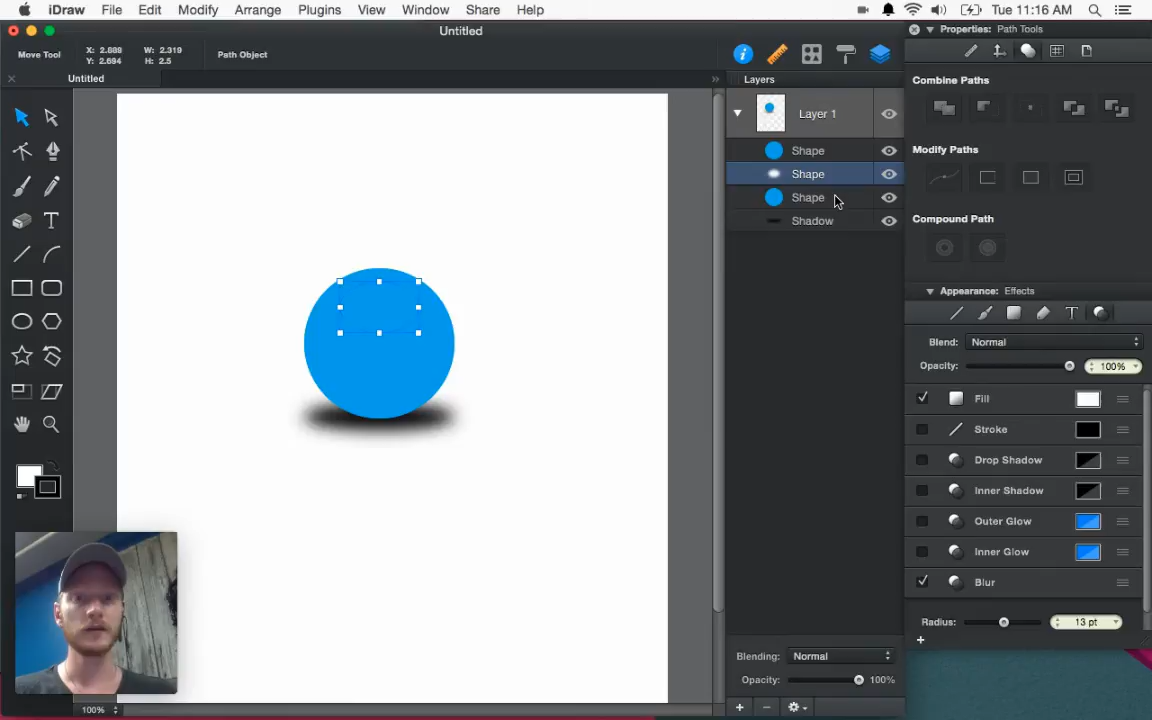 iDraw File Edit Modify Arrange Plugins View Window Share Help Tue 11:16 AM
Untitled
Properties: Path Tools
Move Tool X: 2.889 W: 2.319 Path Object
Y: 2.694 H: 2.5
Untitled
Layers
Combine Paths
Layer 1
Shape
Modify Paths
Shape
Shape
Compound Path
Shadow
Appearance: Effects
Blend: Normal
Opacity: 100%
Fill
Stroke
Drop Shadow
Inner Shadow
Outer Glow
Inner Glow
Blur
Radius: 13 pt
Blending: Normal
Opacity: 100%
100%